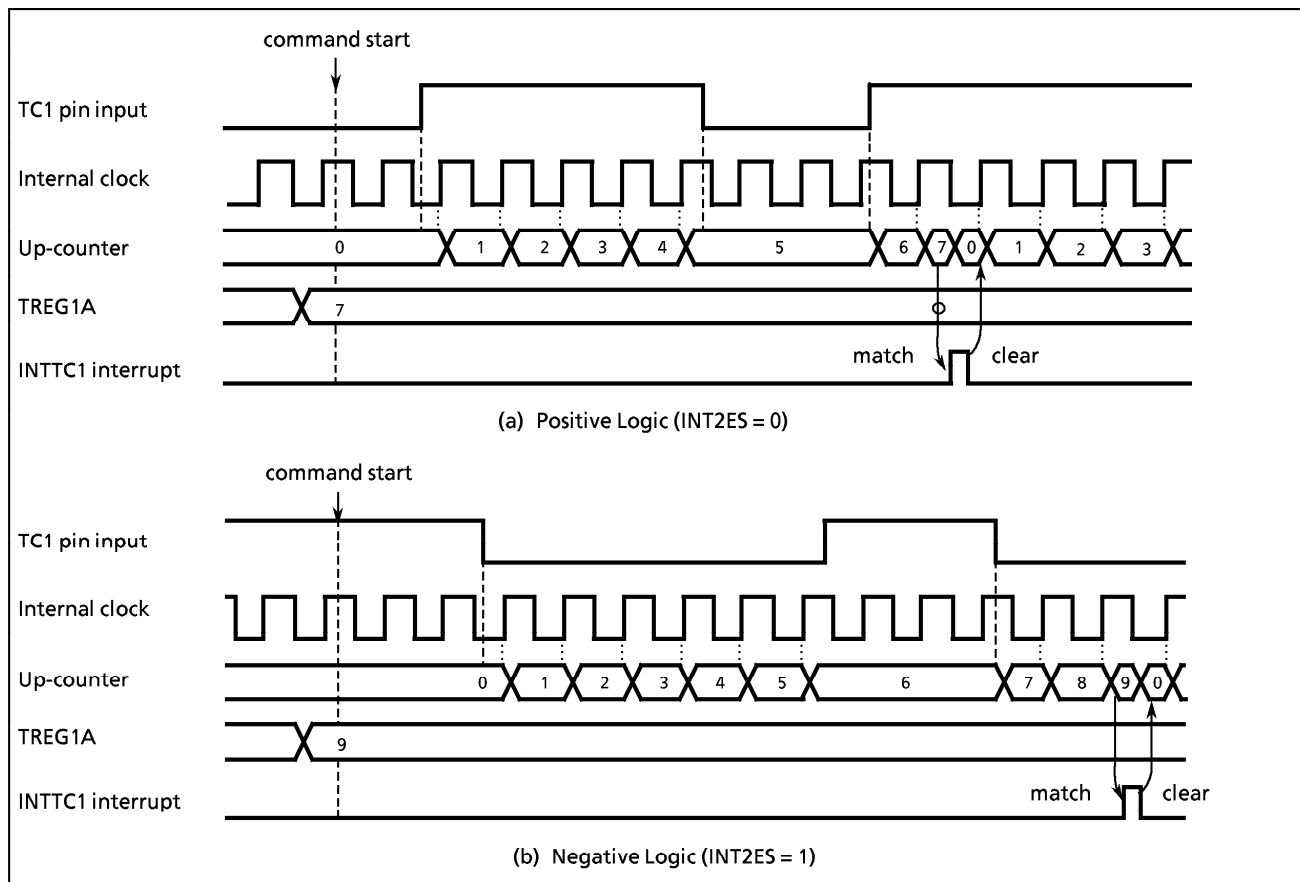 command start
TC1 pin input
Internal clock
Up-counter 0 1 2 3 4 5 6 7 0 1 2 3
TREG1A 7
match clear
INTTC1 interrupt
(a) Positive Logic (INT2ES = 0)
command start
TC1 pin input
Internal clock
Up-counter 0 1 2 3 4 5 6 7 8 9 0
TREG1A 9
match clear
INTTC1 interrupt
(b) Negative Logic (INT2ES = 1)